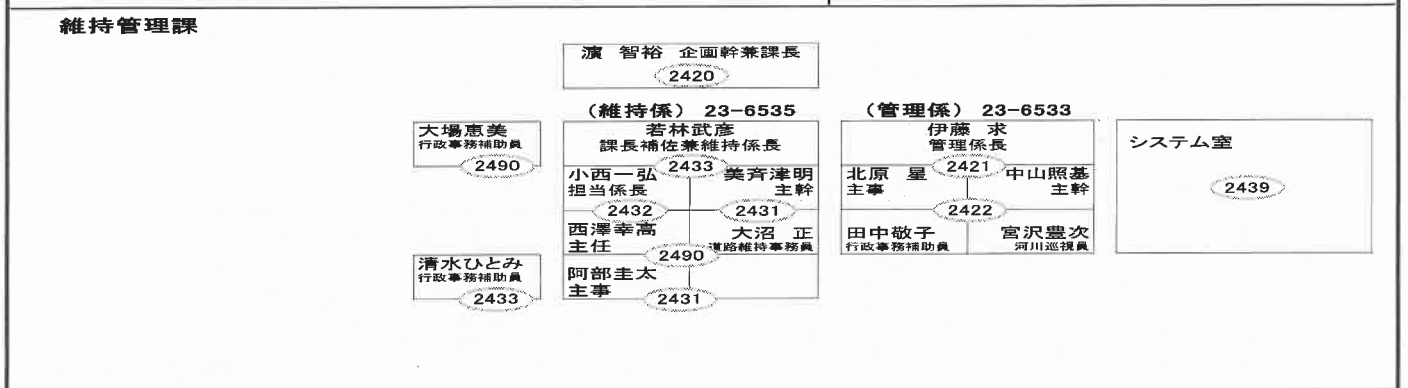 維持管理課
濵 智裕 企画幹兼課長
2420
(維持係) 23-6535
(管理係) 23-6533
大場恵美
行政事務補助員
2490
若林武彦
課長補佐兼維持係長
2433
小西一弘
担当係長
美斉津明
主幹
2432
2431
西澤幸高
主任
大沼 正
道路維持事務員
2490
清水ひとみ
行政事務補助員
2433
阿部圭太
主事
2431
伊藤 求
管理係長
2421
北原 星
主事
中山照基
主幹
2422
田中敬子
行政事務補助員
宮沢豊次
河川巡視員
システム室
2439